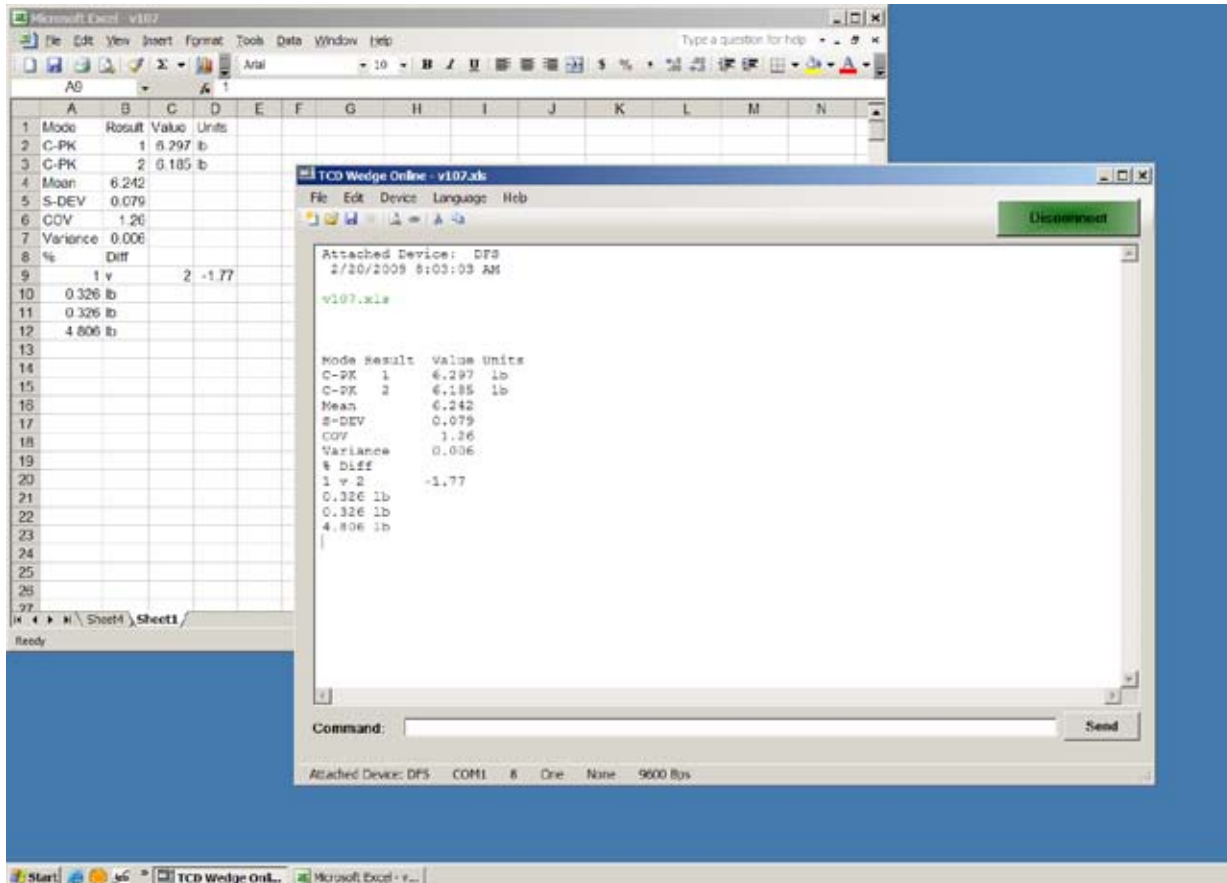 Microsoft Excel - v107
File Edit View Insert Format Tools Data Window Help
Type a question for help
Arial 10 B I U $ %
A9 fx 1
A B C D E F G H I J K L M N
1 Mode Result Value Units
2 C-PK 1 6.297 lb
3 C-PK 2 6.185 lb
4 Mean 6.242
5 S-DEV 0.079
6 COV 1.26
7 Variance 0.006
8 % Diff
9 1 v 2 -1.77
10 0.326 lb
11 0.326 lb
12 4.806 lb
13
14
15
16
17
18
19
20
21
22
23
24
25
26
27
Sheet4 Sheet1
Ready
TCD Wedge Online - v107.xls
File Edit Device Language Help
Disconnect
Attached Device: DFS
2/20/2009 8:03:03 AM
v107.xls
Mode Result Value Units
C-PK 1 6.297 lb
C-PK 2 6.185 lb
Mean 6.242
S-DEV 0.079
COV 1.26
Variance 0.006
% Diff
1 v 2 -1.77
0.326 lb
0.326 lb
4.806 lb
Command:
Send
Attached Device: DFS COM1 8 One None 9600 Bps
Start
TCD Wedge Onl...
Microsoft Excel - v...